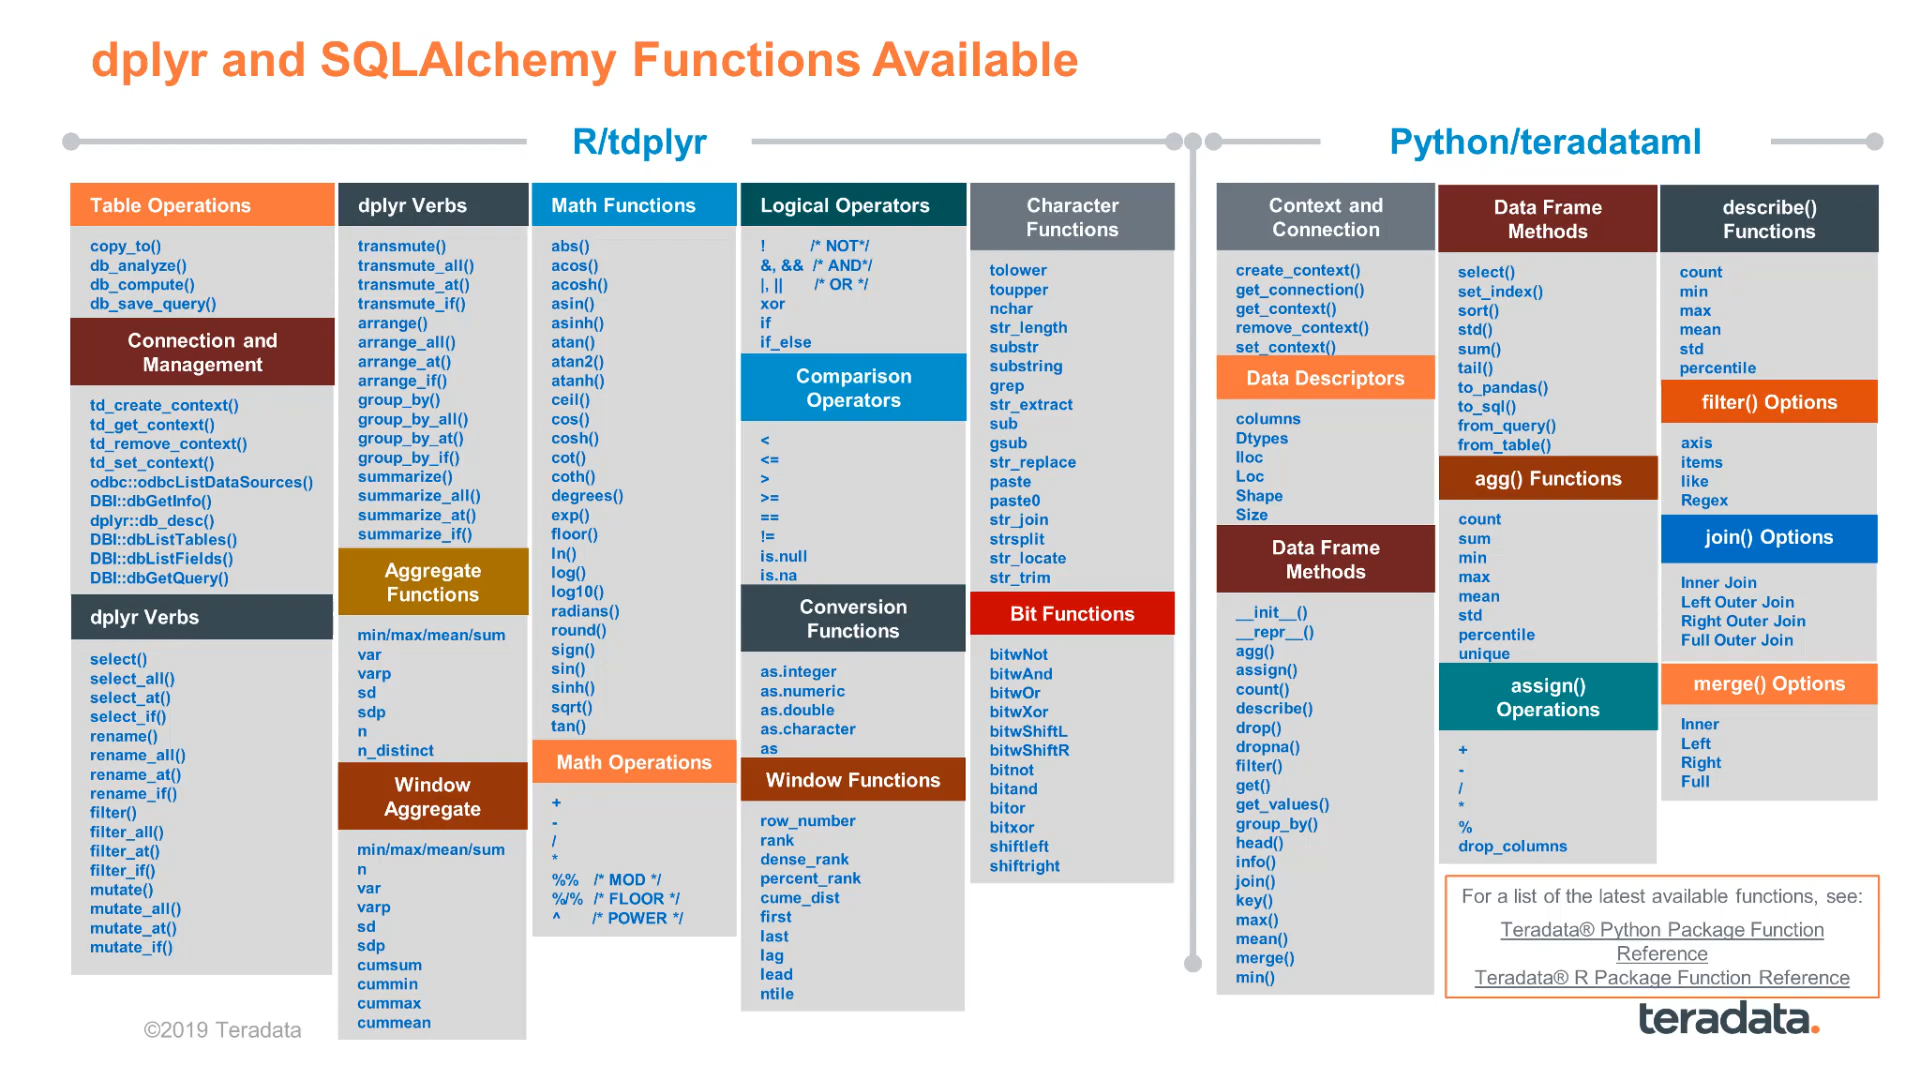 dplyr and SQLAlchemy Functions Available
R/tdplyr
Table Operations
copy_to()
db_analyze()
db_compute()
db_save_query()
Connection and
Management
td_create_context()
td_get_context()
td_remove_context()
td_set_context()
odbc::odbcListDataSources()
DBI::dbGetInfo()
dplyr::db_desc()
DBI::dbListTables()
DBI::dbListFields()
DBI::dbGetQuery()
dplyr Verbs
select()
select_all()
select_at()
select_if()
rename()
rename_all()
rename_at()
rename_if()
filter()
filter_all()
filter_at()
filter_if()
mutate()
mutate_all()
mutate_at()
mutate_if()
dplyr Verbs
transmute()
transmute_all()
transmute_at()
transmute_if()
arrange()
arrange_all()
arrange_at()
arrange_if()
group_by()
group_by_all()
group_by_at()
group_by_if()
summarize()
summarize_all()
summarize_at()
summarize_if()
Aggregate
Functions
min/max/mean/sum
var
varp
sd
sdp
n
n_distinct
Window
Aggregate
min/max/mean/sum
n
var
varp
sd
sdp
cumsum
cummin
cummax
cummean
Math Functions
abs()
acos()
acosh()
asin()
asinh()
atan()
atan2()
atanh()
ceil()
cos()
cosh()
cot()
coth()
degrees()
exp()
floor()
ln()
log()
log10()
radians()
round()
sign()
sin()
sinh()
sqrt()
tan()
Math Operations
+
-
/
*
%% /* MOD */
%/% /* FLOOR */
^ /* POWER */
Logical Operators
! /* NOT*/
&, && /* AND*/
|, || /* OR */
xor
if
if_else
Comparison
Operators
<
<=
>
>=
==
!=
is.null
is.na
Conversion
Functions
as.integer
as.numeric
as.double
as.character
as
Window Functions
row_number
rank
dense_rank
percent_rank
cume_dist
first
last
lag
lead
ntile
Character
Functions
tolower
toupper
nchar
str_length
substr
substring
grep
str_extract
sub
gsub
str_replace
paste
paste0
str_join
strsplit
str_locate
str_trim
Bit Functions
bitwNot
bitwAnd
bitwOr
bitwXor
bitwShiftL
bitwShiftR
bitnot
bitand
bitor
bitxor
shiftleft
shiftright
Python/teradataml
Context and
Connection
create_context()
get_connection()
get_context()
remove_context()
set_context()
Data Descriptors
columns
Dtypes
Iloc
Loc
Shape
Size
Data Frame
Methods
__init__()
__repr__()
agg()
assign()
count()
describe()
drop()
dropna()
filter()
get()
get_values()
group_by()
head()
info()
join()
key()
max()
mean()
merge()
min()
Data Frame
Methods
select()
set_index()
sort()
std()
sum()
tail()
to_pandas()
to_sql()
from_query()
from_table()
agg() Functions
count
sum
min
max
mean
std
percentile
unique
assign()
Operations
+
-
/
*
%
drop_columns
describe()
Functions
count
min
max
mean
std
percentile
filter() Options
axis
items
like
Regex
join() Options
Inner Join
Left Outer Join
Right Outer Join
Full Outer Join
merge() Options
Inner
Left
Right
Full
For a list of the latest available functions, see:
Teradata® Python Package Function
Reference
Teradata® R Package Function Reference
©2019 Teradata
teradata.